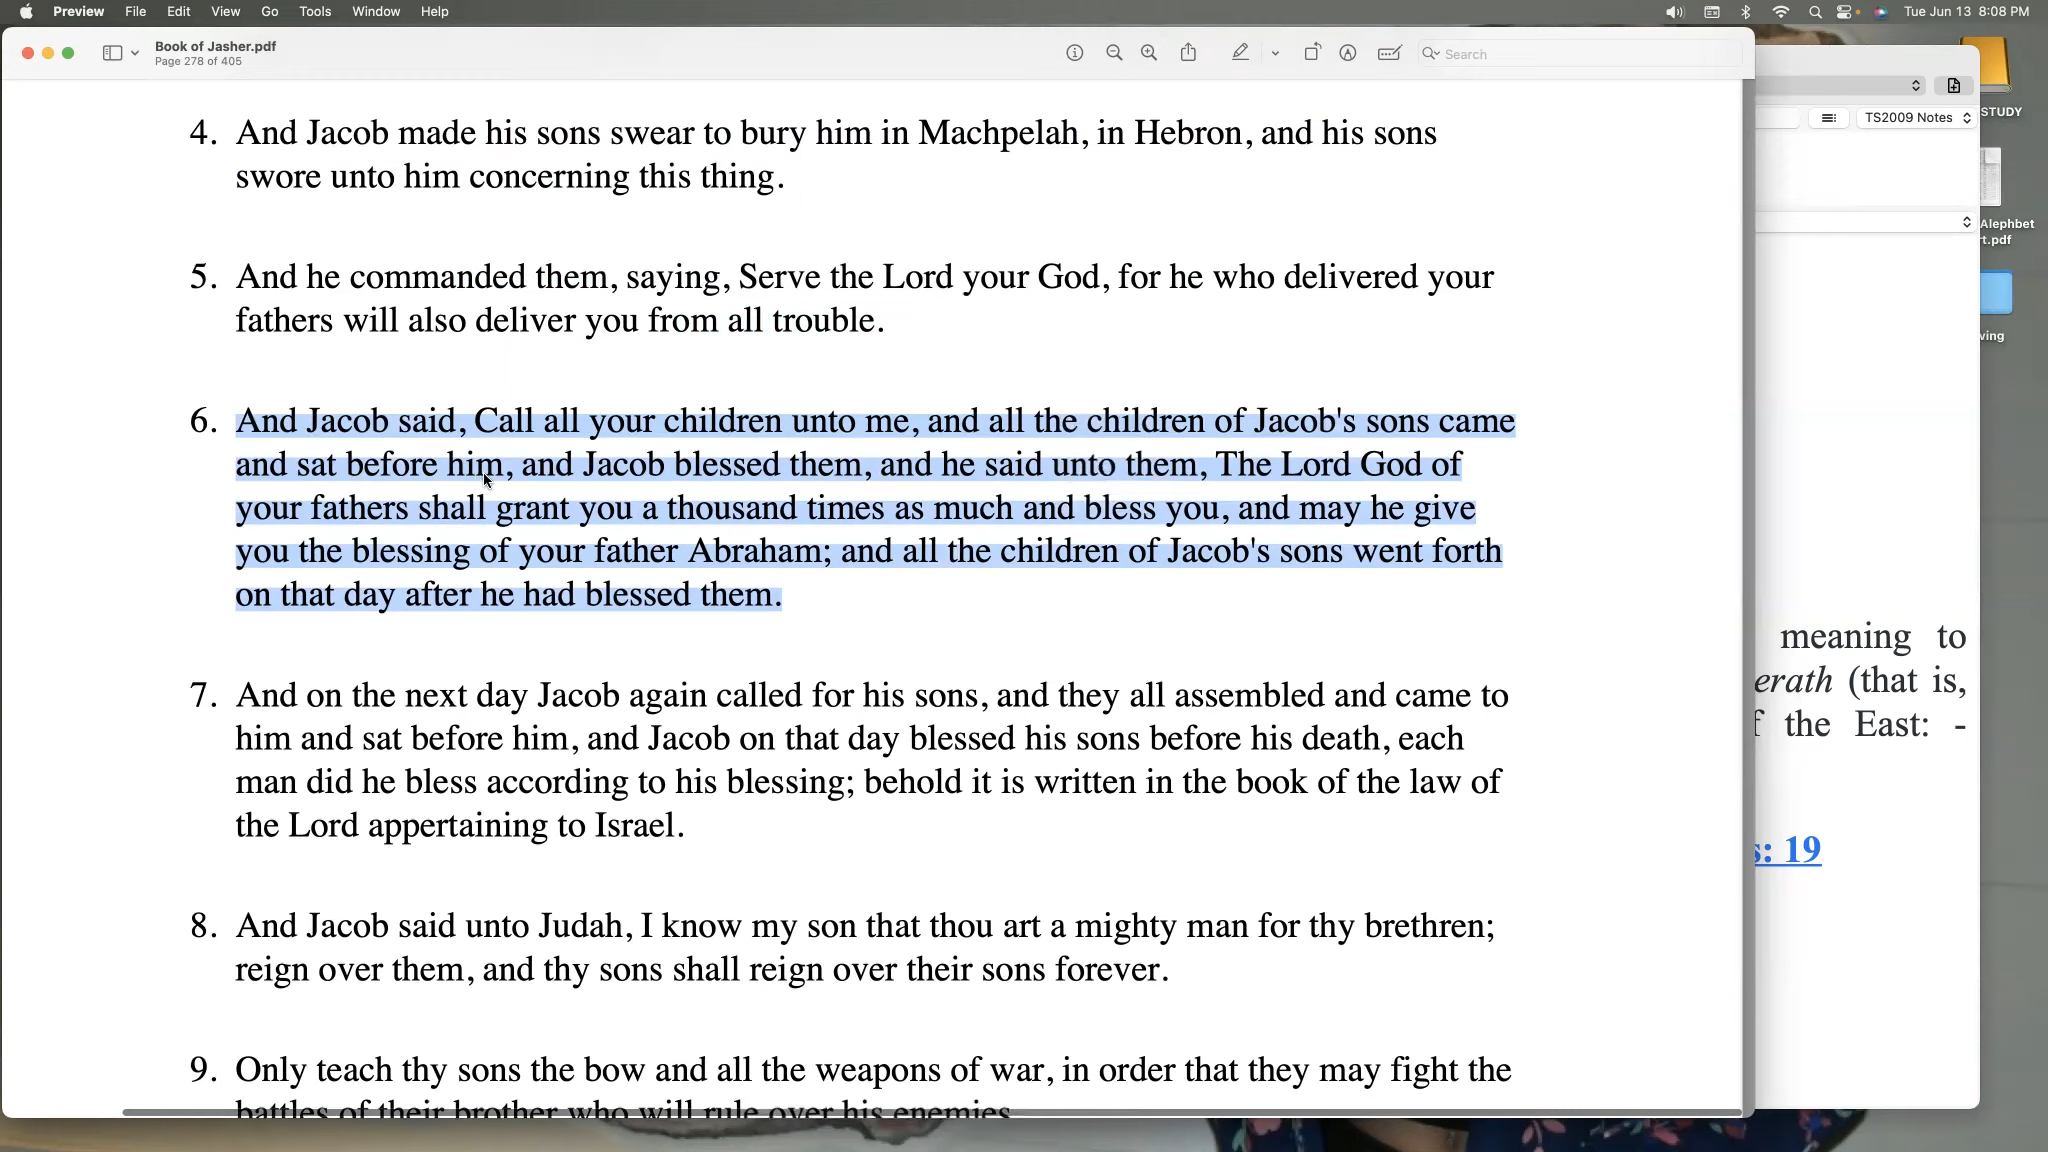 Preview File Edit View Go Tools Window Help
Tue Jun 13 8:08 PM
Book of Jasher.pdf
Page 278 of 405
Search
STUDY
TS2009 Notes
Alephbet
t.pdf
ving
4. And Jacob made his sons swear to bury him in Machpelah, in Hebron, and his sons
swore unto him concerning this thing.
5. And he commanded them, saying, Serve the Lord your God, for he who delivered your
fathers will also deliver you from all trouble.
6. And Jacob said, Call all your children unto me, and all the children of Jacob's sons came
and sat before him, and Jacob blessed them, and he said unto them, The Lord God of
your fathers shall grant you a thousand times as much and bless you, and may he give
you the blessing of your father Abraham; and all the children of Jacob's sons went forth
on that day after he had blessed them.
7. And on the next day Jacob again called for his sons, and they all assembled and came to
him and sat before him, and Jacob on that day blessed his sons before his death, each
man did he bless according to his blessing; behold it is written in the book of the law of
the Lord appertaining to Israel.
8. And Jacob said unto Judah, I know my son that thou art a mighty man for thy brethren;
reign over them, and thy sons shall reign over their sons forever.
9. Only teach thy sons the bow and all the weapons of war, in order that they may fight the
battles of their brother who will rule over his enemies.
meaning to
erath (that is,
f the East: -
s: 19